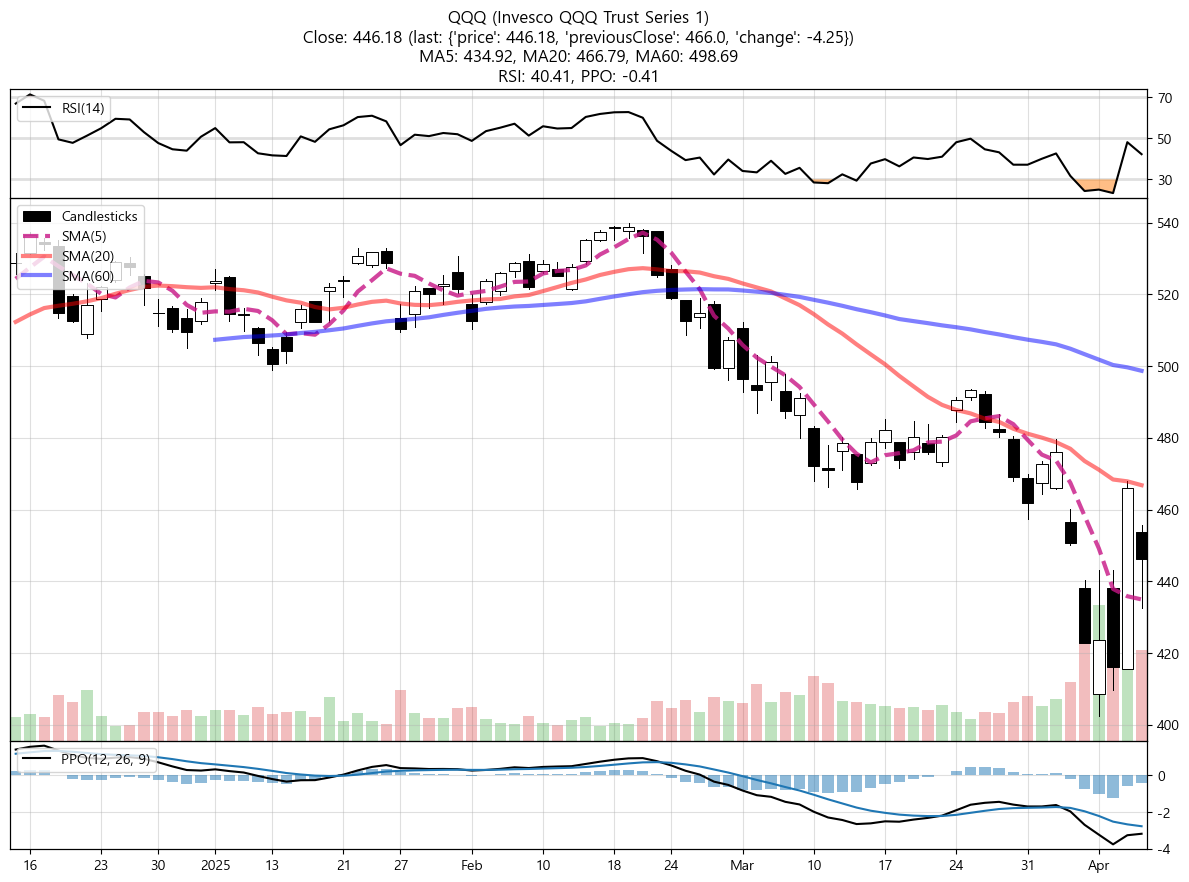 QQQ (Invesco QQQ Trust Series 1)
Close: 446.18 (last: {'price': 446.18, 'previousClose': 466.0, 'change': -4.25})
MA5: 434.92, MA20: 466.79, MA60: 498.69
RSI: 40.41, PPO: -0.41
RSI(14)
70
50
30
Candlesticks
SMA(5)
SMA(20)
SMA(60)
540
520
500
480
460
440
420
400
PPO(12, 26, 9)
0
-2
-4
16 23 30 2025 13 21 27 Feb 10 18 24 Mar 10 17 24 31 Apr